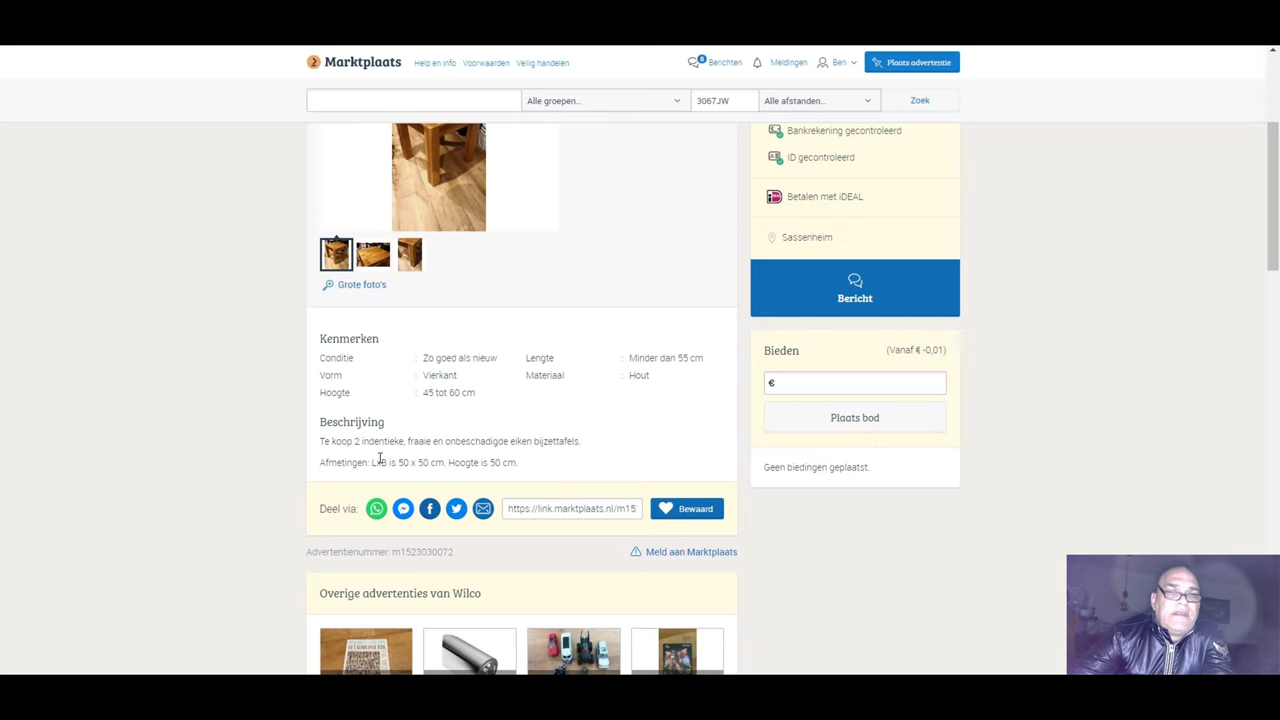 Marktplaats
Help en info Voorwaarden Veilig handelen
8 Berichten Meldingen Ben Plaats advertentie
Alle groepen... 3067JW Alle afstanden... Zoek
Bankrekening gecontroleerd
ID gecontroleerd
Betalen met iDEAL
Sassenheim
Bericht
Grote foto's
Bieden (Vanaf € -0,01)
€
Plaats bod
Geen biedingen geplaatst.
Kenmerken
Conditie : Zo goed als nieuw Lengte : Minder dan 55 cm
Vorm : Vierkant Materiaal : Hout
Hoogte : 45 tot 60 cm
Beschrijving
Te koop 2 indentieke, fraaie en onbeschadigde eiken bijzettafels.
Afmetingen: LxB is 50 x 50 cm. Hoogte is 50 cm.
Deel via: https://link.marktplaats.nl/m15 Bewaard
Advertentienummer: m1523030072 Meld aan Marktplaats
Overige advertenties van Wilco